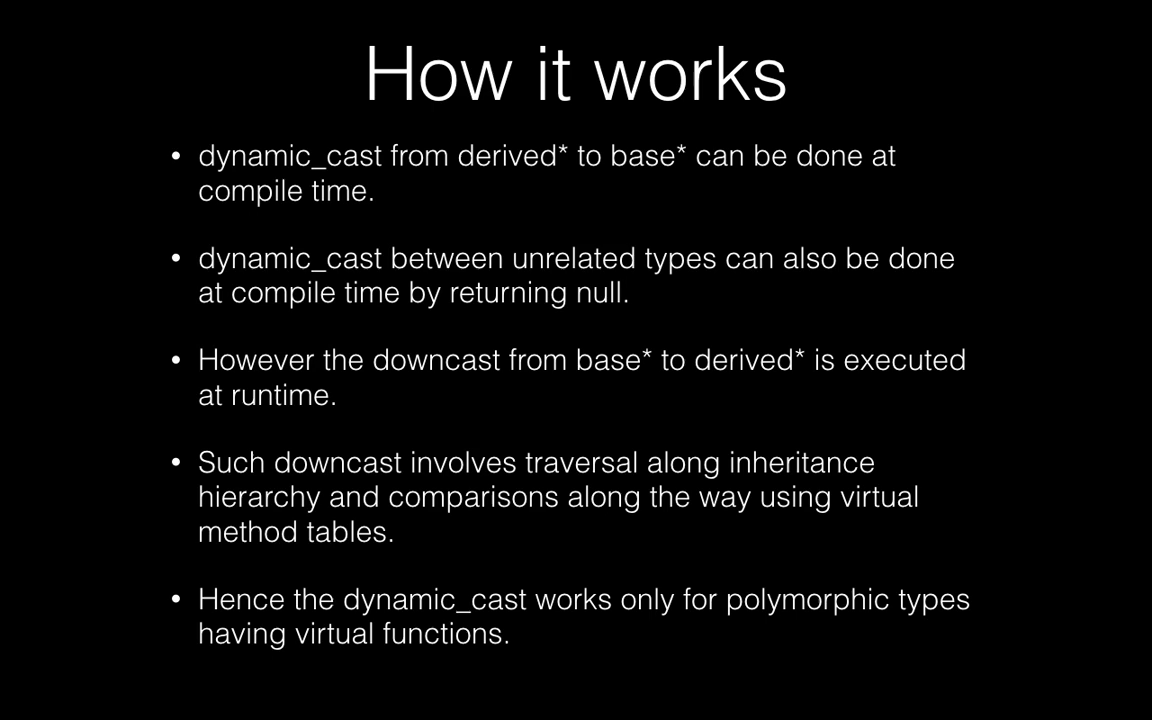 How it works
• dynamic_cast from derived* to base* can be done at
compile time.
• dynamic_cast between unrelated types can also be done
at compile time by returning null.
• However the downcast from base* to derived* is executed
at runtime.
• Such downcast involves traversal along inheritance
hierarchy and comparisons along the way using virtual
method tables.
• Hence the dynamic_cast works only for polymorphic types
having virtual functions.